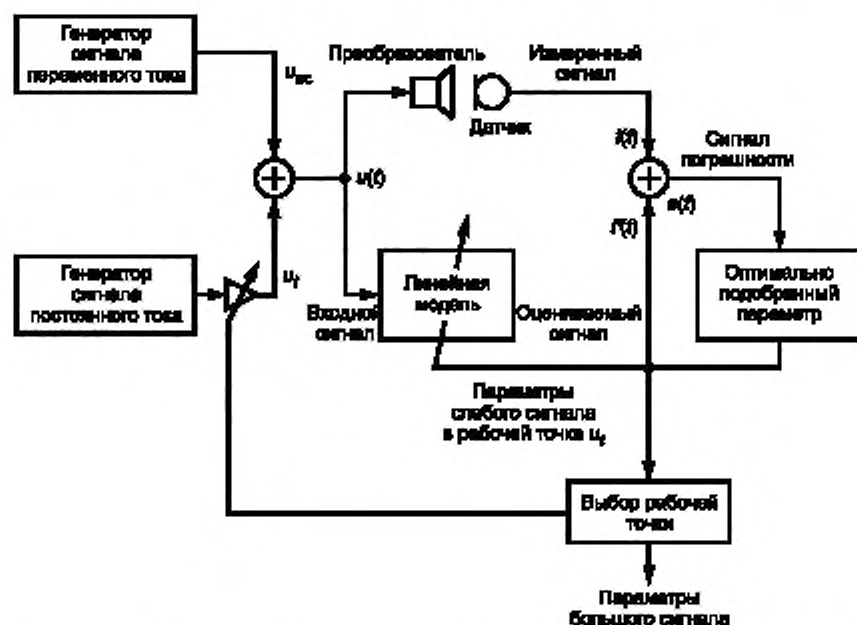 Генератор
сигнала
переменного тока
u ac
Преобразователь
Датчик
Измеренный
сигнал
i(t)
Сигнал
погрешности
u(t)
e(t)
i'(t)
Генератор
сигнала
постоянного тока
Входной
сигнал
Линейная
модель
Оцениваемый
сигнал
Оптимально
подобранный
параметр
Параметры
слабого сигнала
в рабочей точке
Выбор рабочей
точки
Параметры
большого сигнала